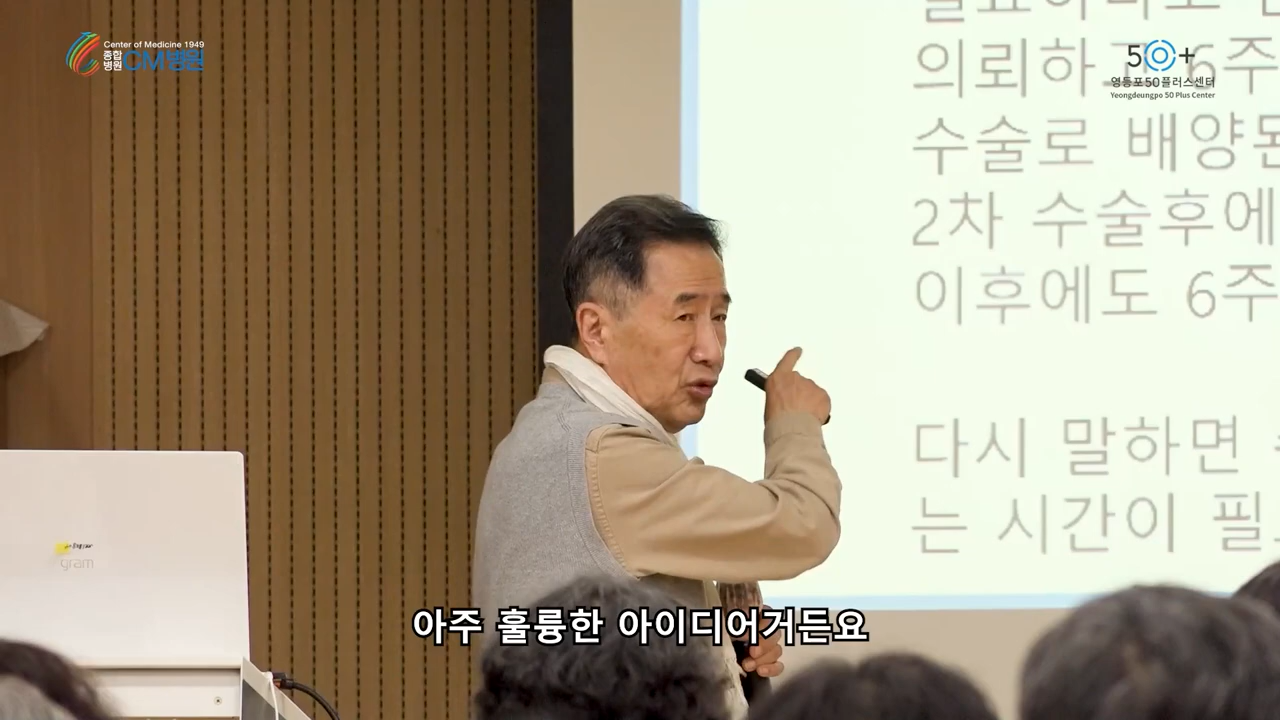 Center of Medicine 1949
종합
병원
CM병원
50+
영등포50플러스센터
Yeongdeungpo 50 Plus Center
의뢰하고 6주
수술로 배양된
2차 수술후에
이후에도 6주
다시 말하면
는 시간이
gram
아주 훌륭한 아이디어거든요